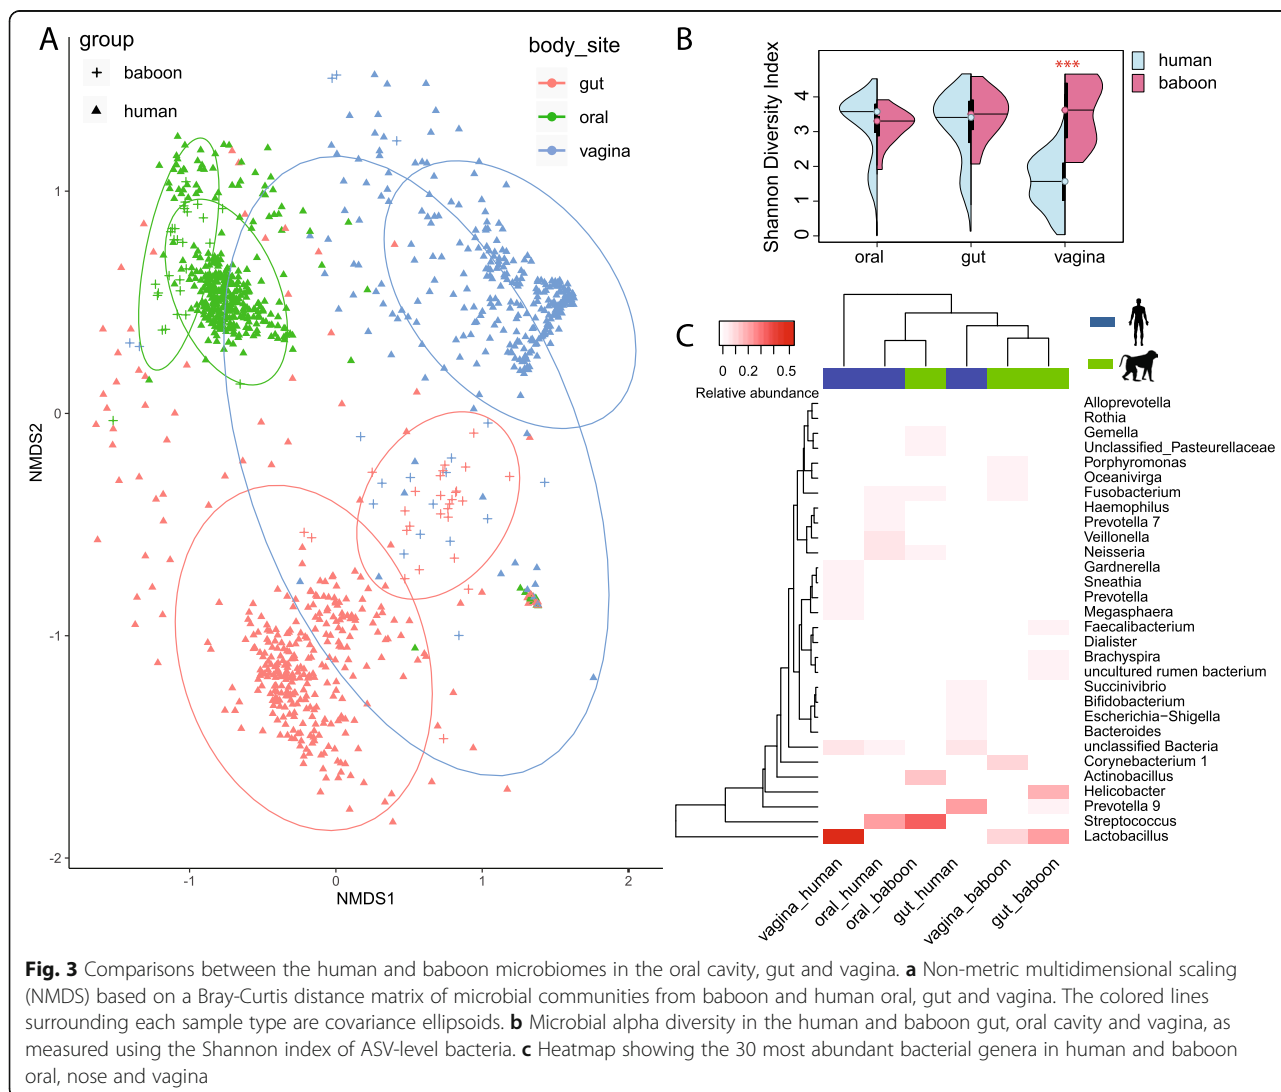 A
group
baboon
human
body_site
gut
oral
vagina
NMDS2
1
0
-1
-2
-1
0
1
2
NMDS1
B
Shannon Diversity Index
4
3
2
1
0
***
oral
gut
vagina
human
baboon
C
0
0.2
0.5
Relative abundance
Alloprevotella
Rothia
Gemella
Unclassified_Pasteurellaceae
Porphyromonas
Oceanivirga
Fusobacterium
Haemophilus
Prevotella 7
Veillonella
Neisseria
Gardnerella
Sneathia
Prevotella
Megasphaera
Faecalibacterium
Dialister
Brachyspira
uncultured rumen bacterium
Succinivibrio
Bifidobacterium
Escherichia−Shigella
Bacteroides
unclassified Bacteria
Corynebacterium 1
Actinobacillus
Helicobacter
Prevotella 9
Streptococcus
Lactobacillus
vagina_human
oral_human
oral_baboon
gut_human
vagina_baboon
gut_baboon
Fig. 3 Comparisons between the human and baboon microbiomes in the oral cavity, gut and vagina. a Non-metric multidimensional scaling
(NMDS) based on a Bray-Curtis distance matrix of microbial communities from baboon and human oral, gut and vagina. The colored lines
surrounding each sample type are covariance ellipsoids. b Microbial alpha diversity in the human and baboon gut, oral cavity and vagina, as
measured using the Shannon index of ASV-level bacteria. c Heatmap showing the 30 most abundant bacterial genera in human and baboon
oral, nose and vagina